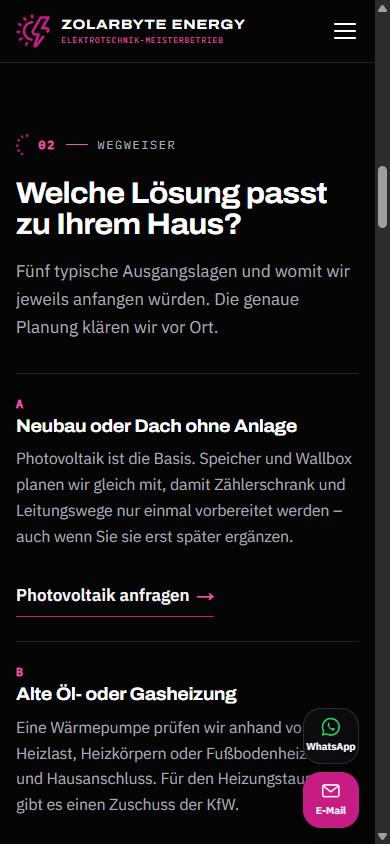 ZOLARBYTE ENERGY
ELEKTROTECHNIK-MEISTERBETRIEB
02 — WEGWEISER
Welche Lösung passt
zu Ihrem Haus?
Fünf typische Ausgangslagen und womit wir
jeweils anfangen würden. Die genaue
Planung klären wir vor Ort.
A
Neubau oder Dach ohne Anlage
Photovoltaik ist die Basis. Speicher und Wallbox
planen wir gleich mit, damit Zählerschrank und
Leitungswege nur einmal vorbereitet werden –
auch wenn Sie sie erst später ergänzen.
Photovoltaik anfragen →
B
Alte Öl- oder Gasheizung
Eine Wärmepumpe prüfen wir anhand
Heizlast, Heizkörpern oder
und Hausanschluss. Für den
gibt es einen Zuschuss der KfW.
WhatsApp
E-Mail